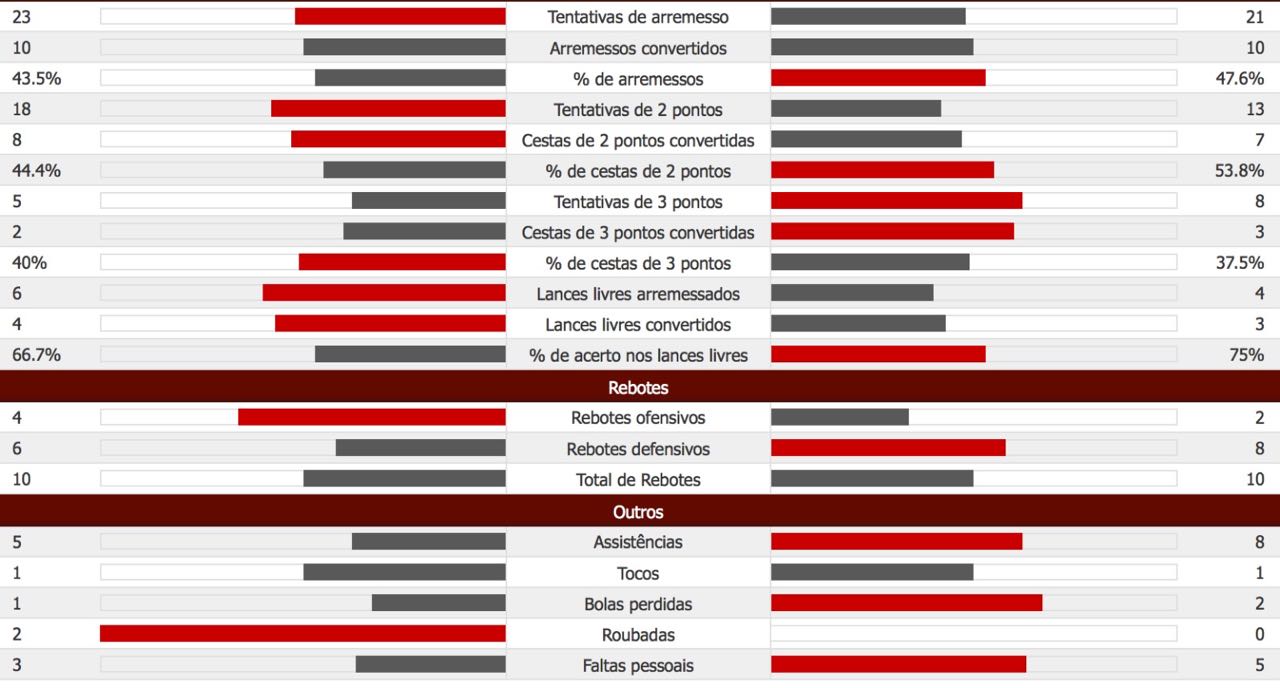 23 Tentativas de arremesso 21
10 Arremessos convertidos 10
43.5% % de arremessos 47.6%
18 Tentativas de 2 pontos 13
8 Cestas de 2 pontos convertidas 7
44.4% % de cestas de 2 pontos 53.8%
5 Tentativas de 3 pontos 8
2 Cestas de 3 pontos convertidas 3
40% % de cestas de 3 pontos 37.5%
6 Lances livres arremessados 4
4 Lances livres convertidos 3
66.7% % de acerto nos lances livres 75%
Rebotes
4 Rebotes ofensivos 2
6 Rebotes defensivos 8
10 Total de Rebotes 10
Outros
5 Assistências 8
1 Tocos 1
1 Bolas perdidas 2
2 Roubadas 0
3 Faltas pessoais 5